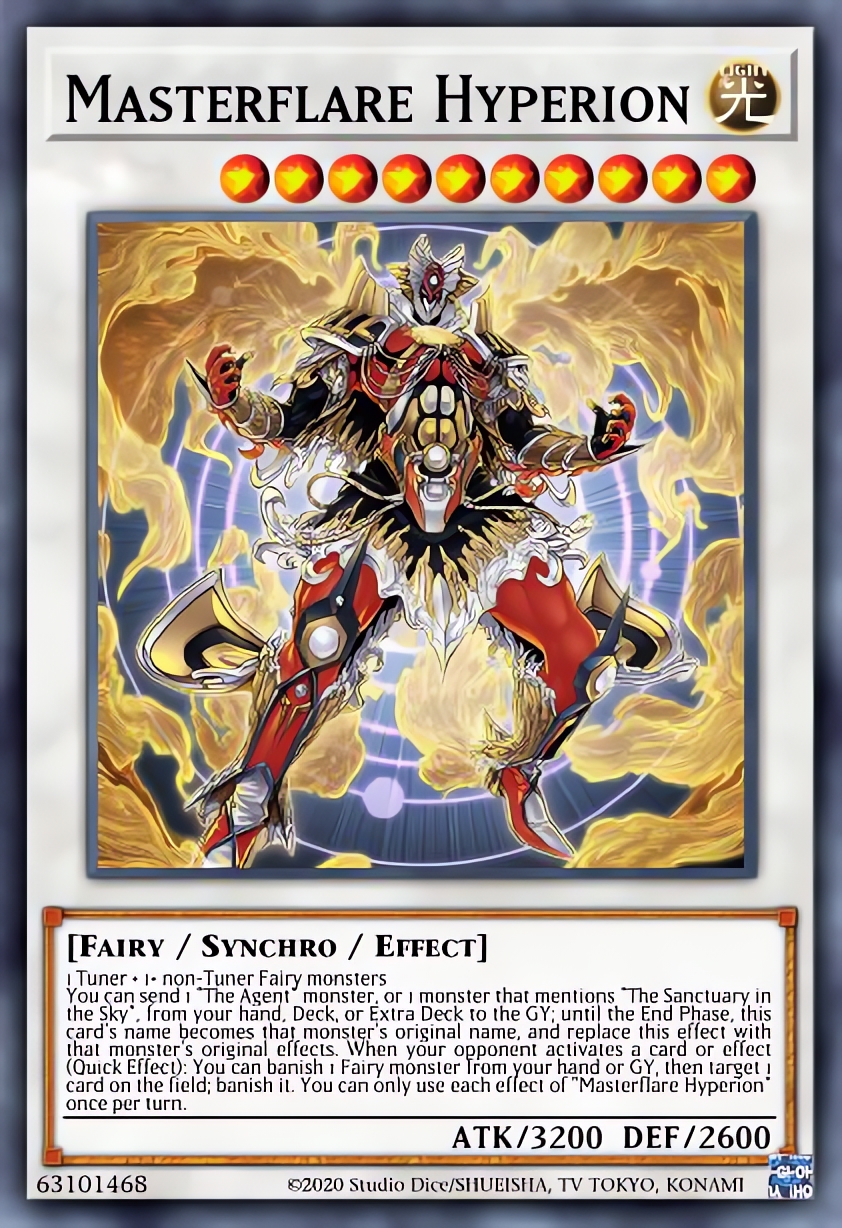 Masterflare Hyperion
光
[Fairy / Synchro / Effect]
1 Tuner + 1+ non-Tuner Fairy monsters
You can send 1 "The Agent" monster, or 1 monster that mentions "The Sanctuary in
the Sky", from your hand, Deck, or Extra Deck to the GY; until the End Phase, this
card's name becomes that monster's original name, and replace this effect with
that monster's original effects. When your opponent activates a card or effect
(Quick Effect): You can banish 1 Fairy monster from your hand or GY, then target 1
card on the field; banish it. You can only use each effect of "Masterflare Hyperion"
once per turn.
ATK/3200 DEF/2600
63101468
©2020 Studio Dice/SHUEISHA, TV TOKYO, KONAMI